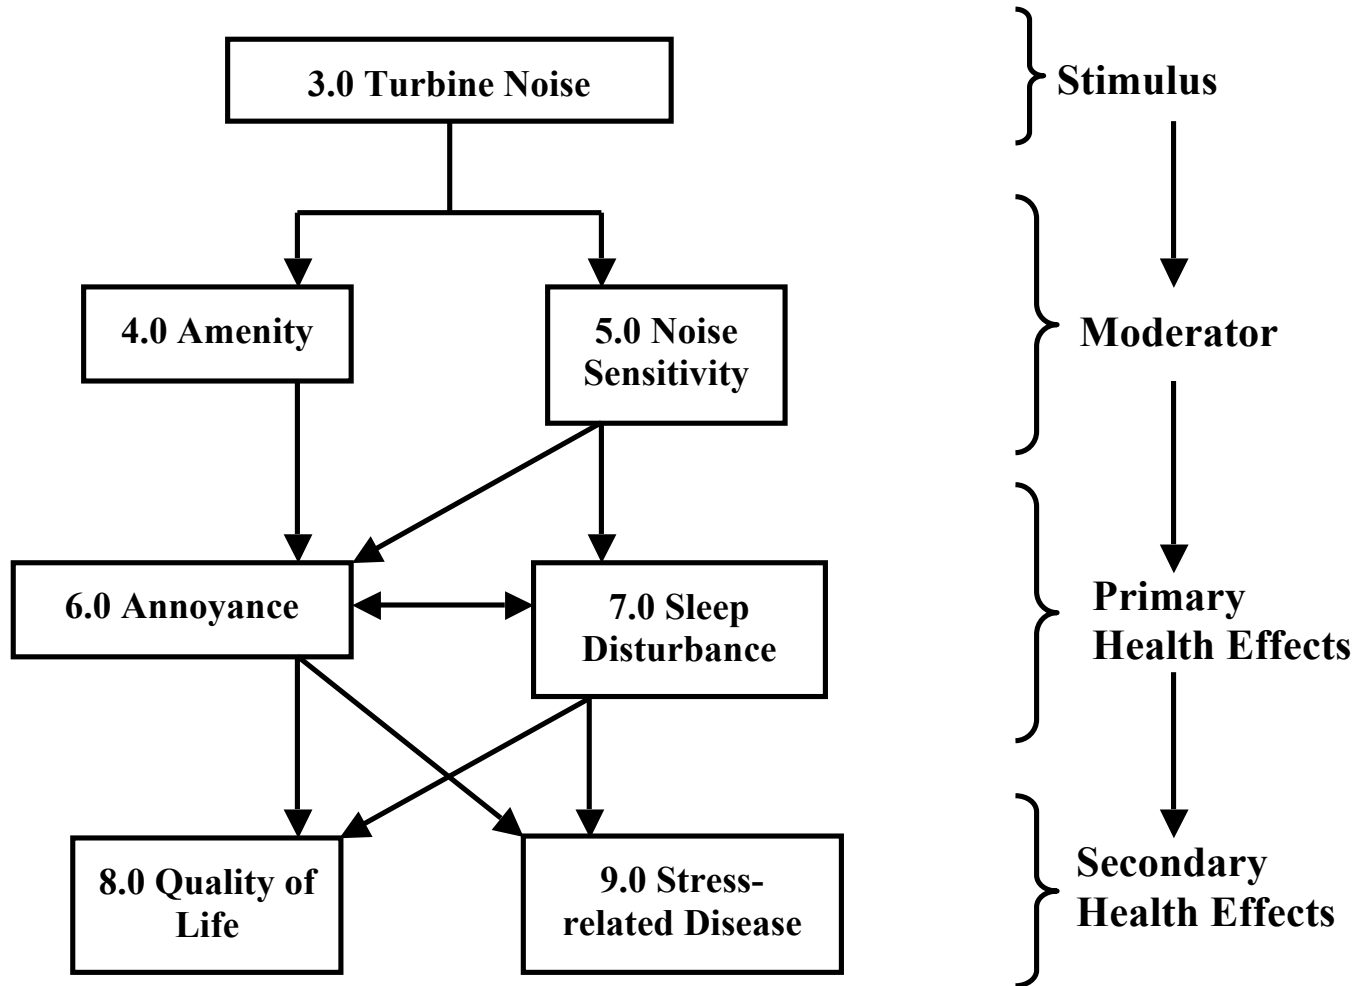 3.0 Turbine Noise
Stimulus
4.0 Amenity
5.0 Noise
Sensitivity
Moderator
6.0 Annoyance
7.0 Sleep
Disturbance
Primary
Health Effects
8.0 Quality of
Life
9.0 Stress-
related Disease
Secondary
Health Effects